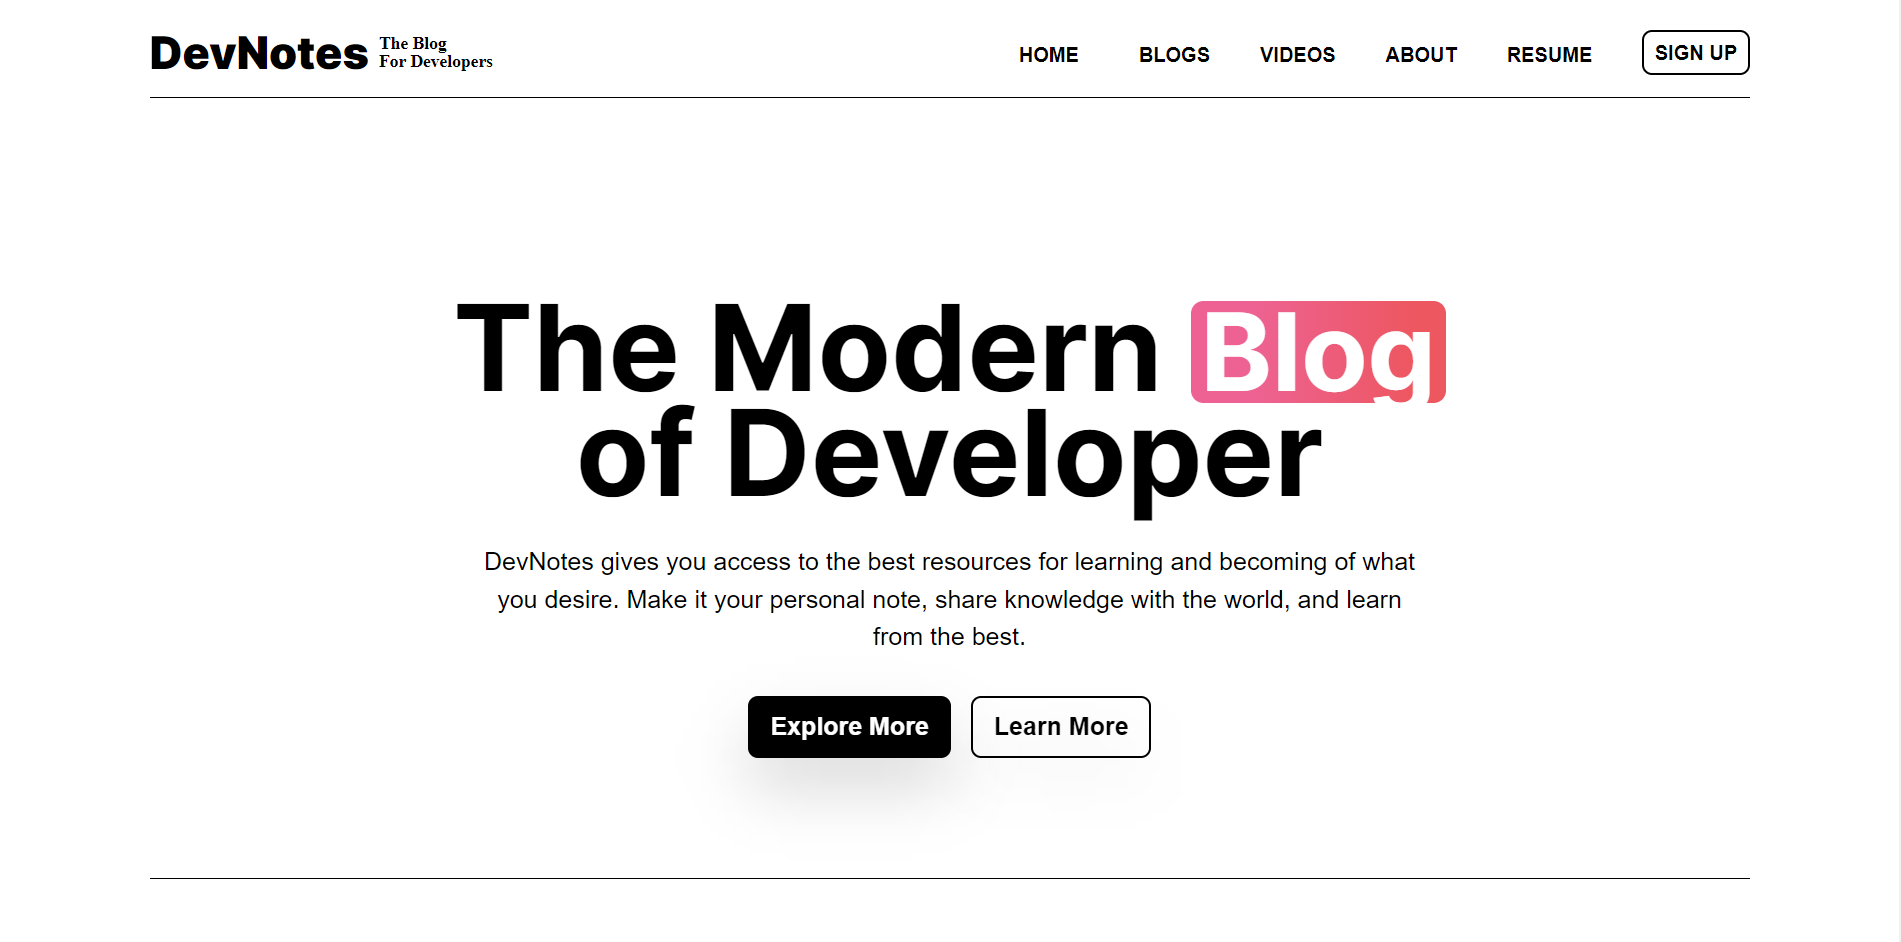 DevNotes
The Blog
For Developers
HOME BLOGS VIDEOS ABOUT RESUME SIGN UP
The Modern Blog
of Developer
DevNotes gives you access to the best resources for learning and becoming of what
you desire. Make it your personal note, share knowledge with the world, and learn
from the best.
Explore More Learn More